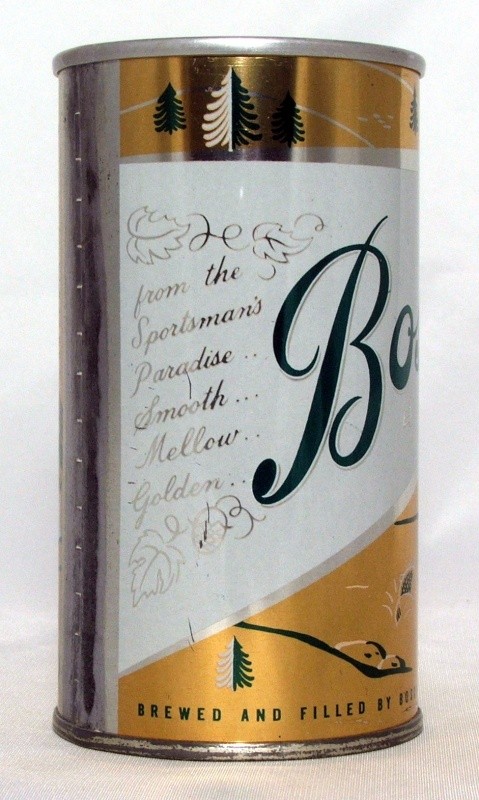 from the
Sportsman's
Paradise..
Smooth...
Mellow..
Golden..
Bo
BREWED AND FILLED BY